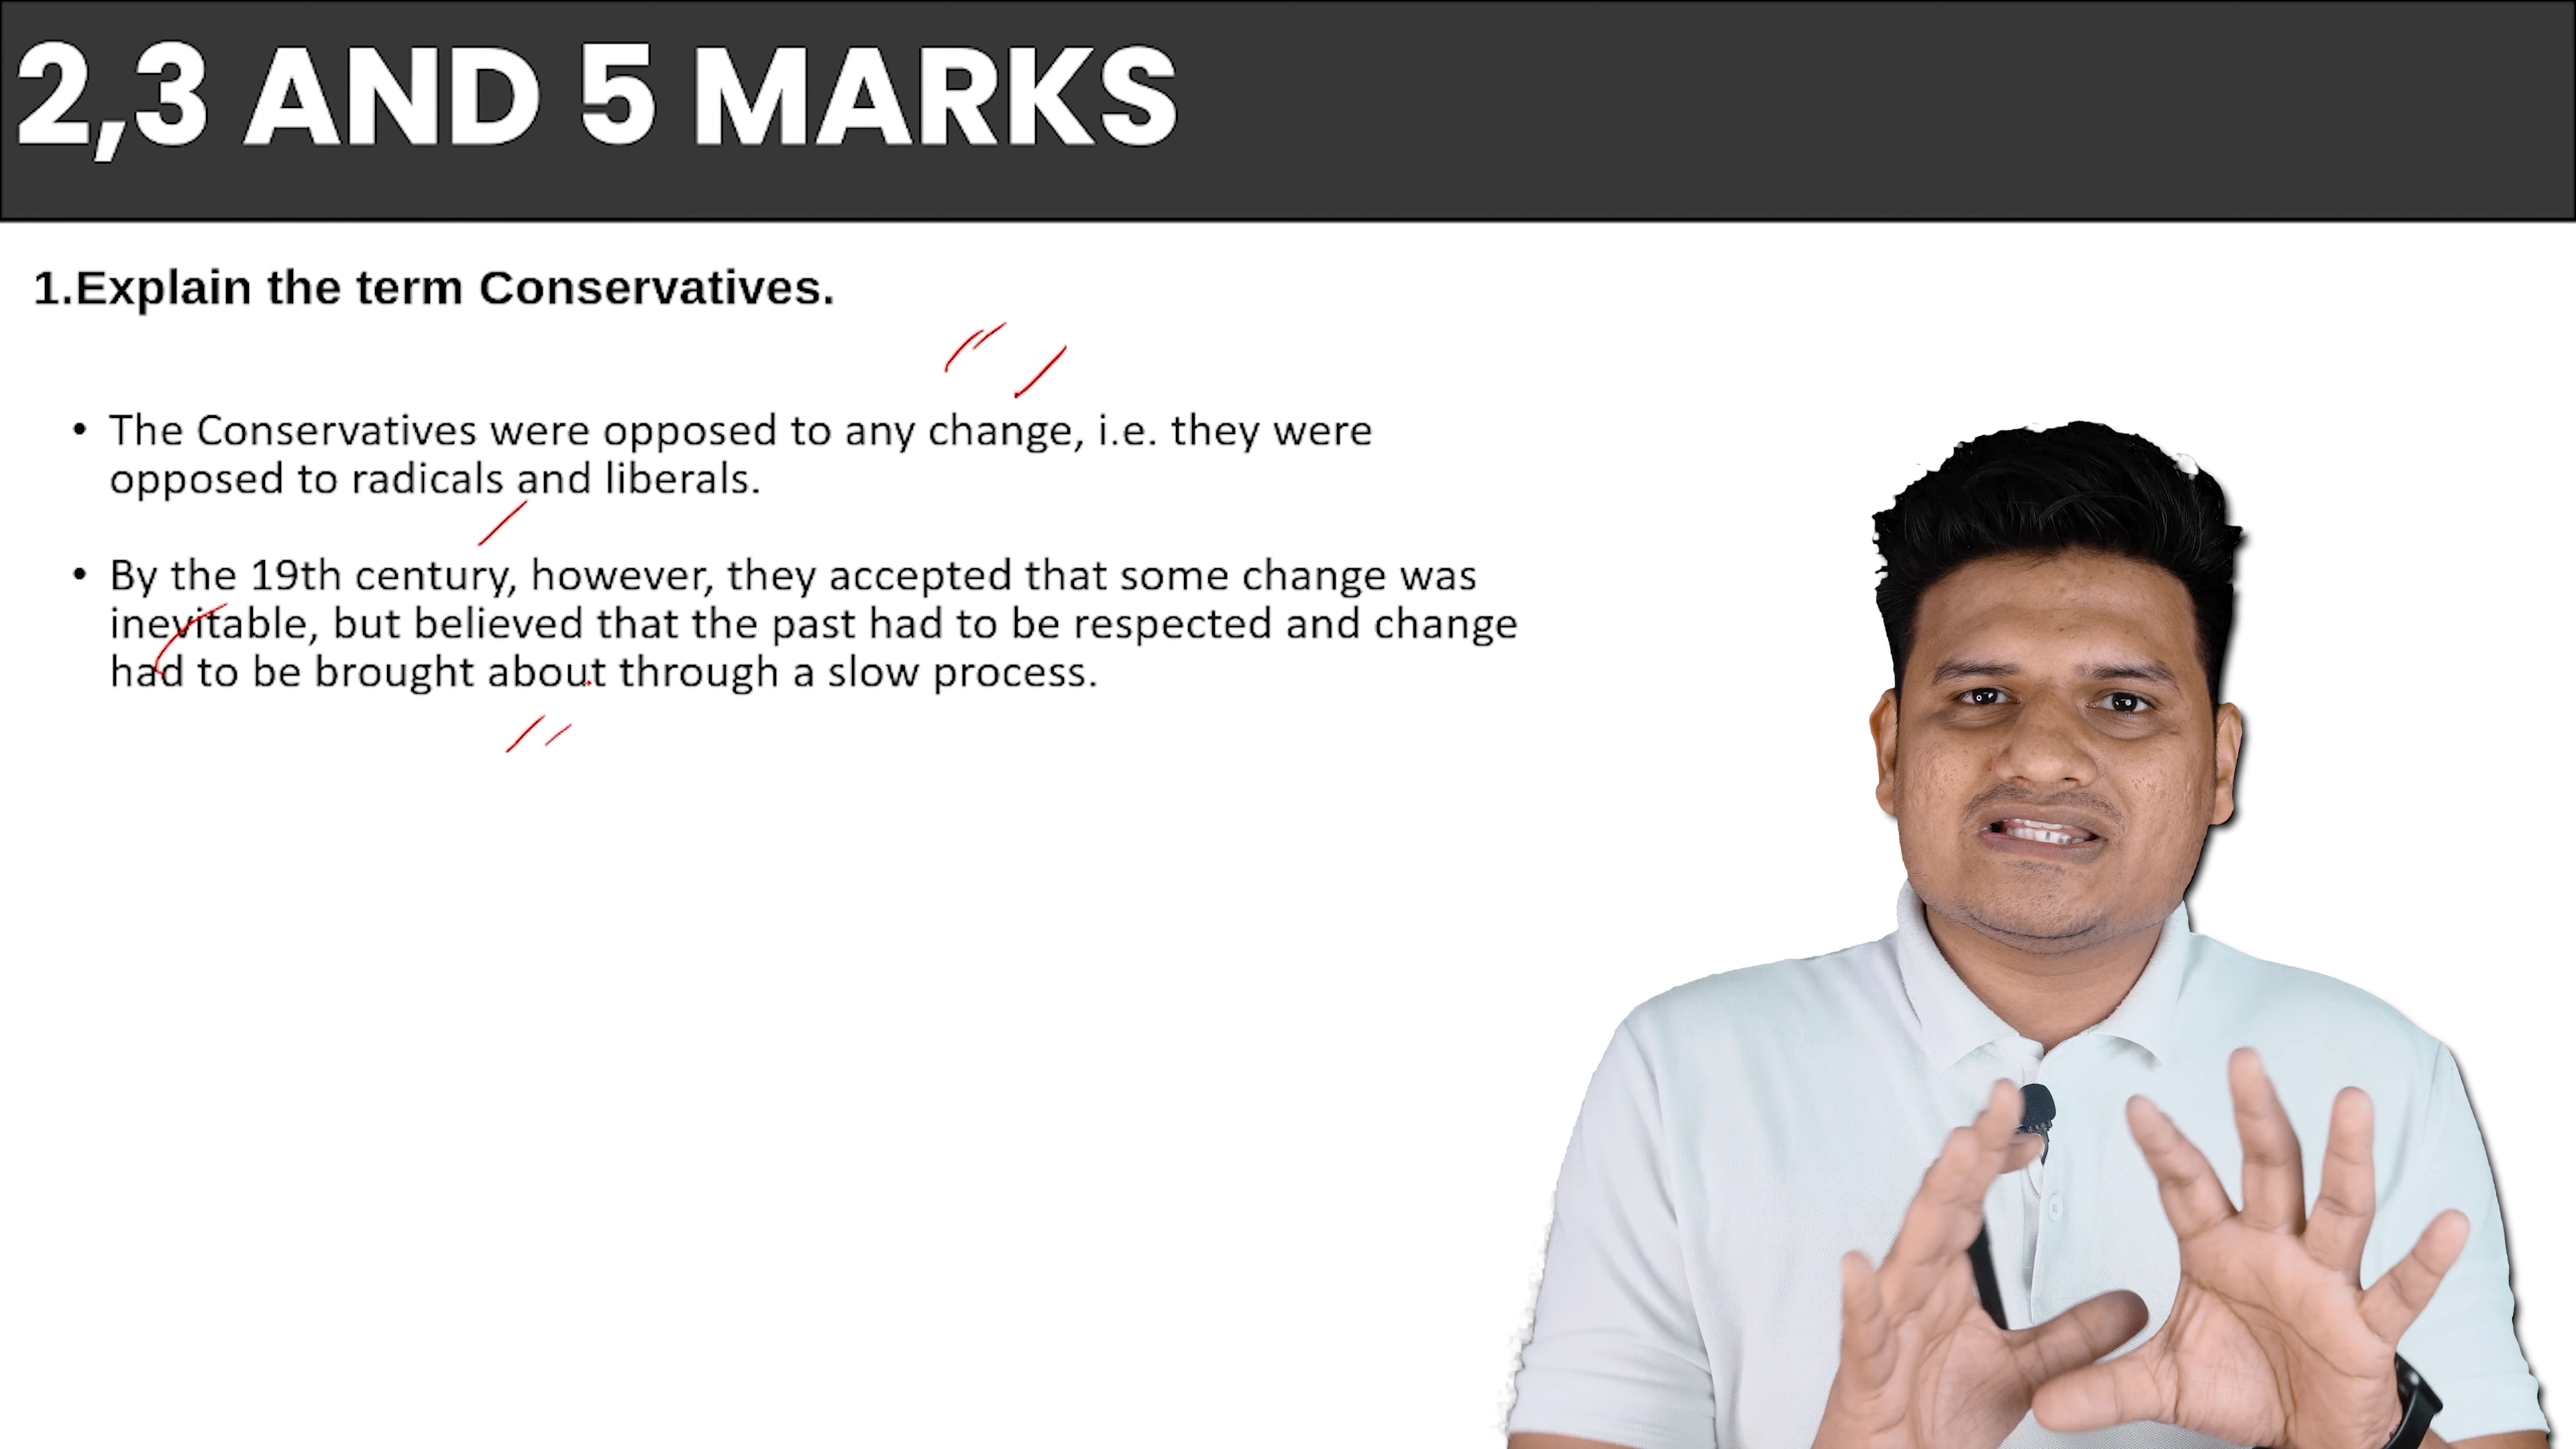 2,3 AND 5 MARKS
1.Explain the term Conservatives.
• The Conservatives were opposed to any change, i.e. they were
opposed to radicals and liberals.
• By the 19th century, however, they accepted that some change was
inevitable, but believed that the past had to be respected and change
had to be brought about through a slow process.